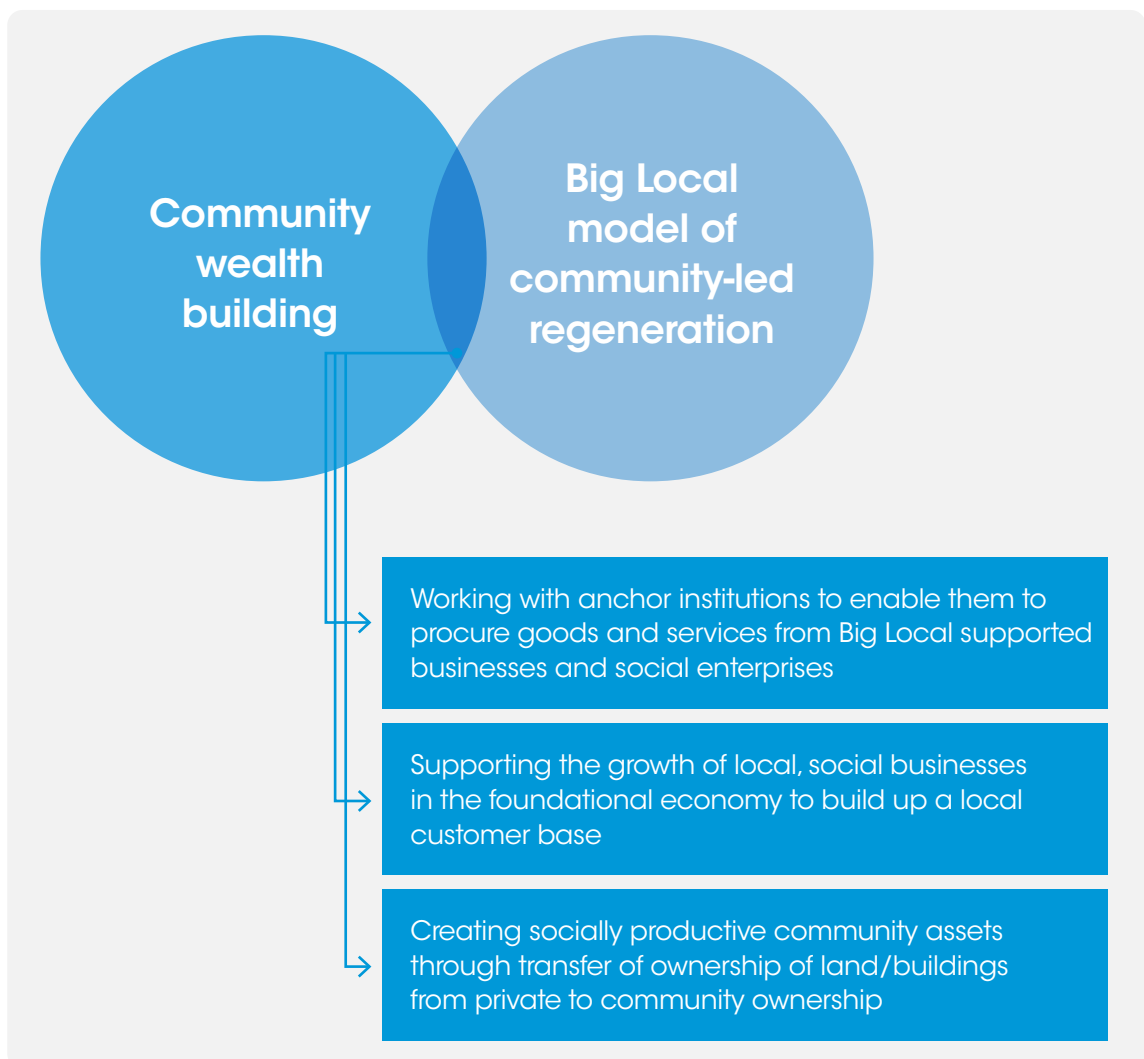 Community
wealth
building
Big Local
model of
community-led
regeneration
Working with anchor institutions to enable them to
procure goods and services from Big Local supported
businesses and social enterprises
Supporting the growth of local, social businesses
in the foundational economy to build up a local
customer base
Creating socially productive community assets
through transfer of ownership of land/buildings
from private to community ownership